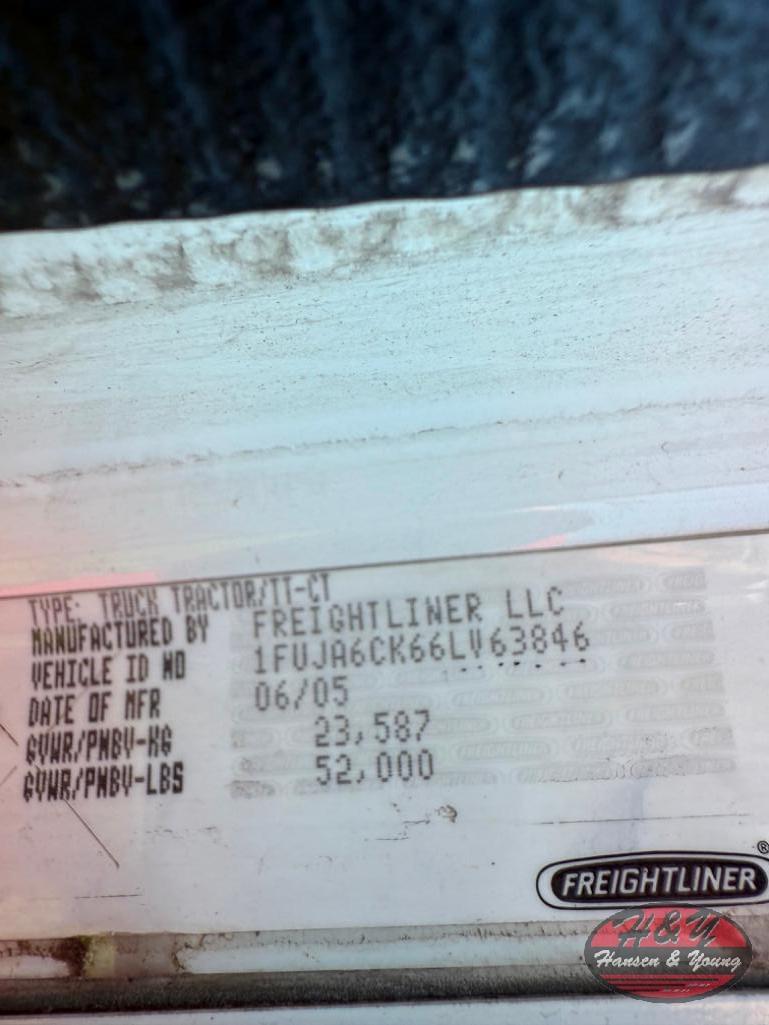 TYPE: TRUCK TRACTOR/TT-CT
MANUFACTURED BY FREIGHTLINER LLC
VEHICLE ID NO 1FUJA6CK66LV63846
DATE OF MFR 06/05
GVWR/PNBV-KG 23,587
GVWR/PNBV-LBS 52,000
FREIGHTLINER®
H&Y
Hansen & Young